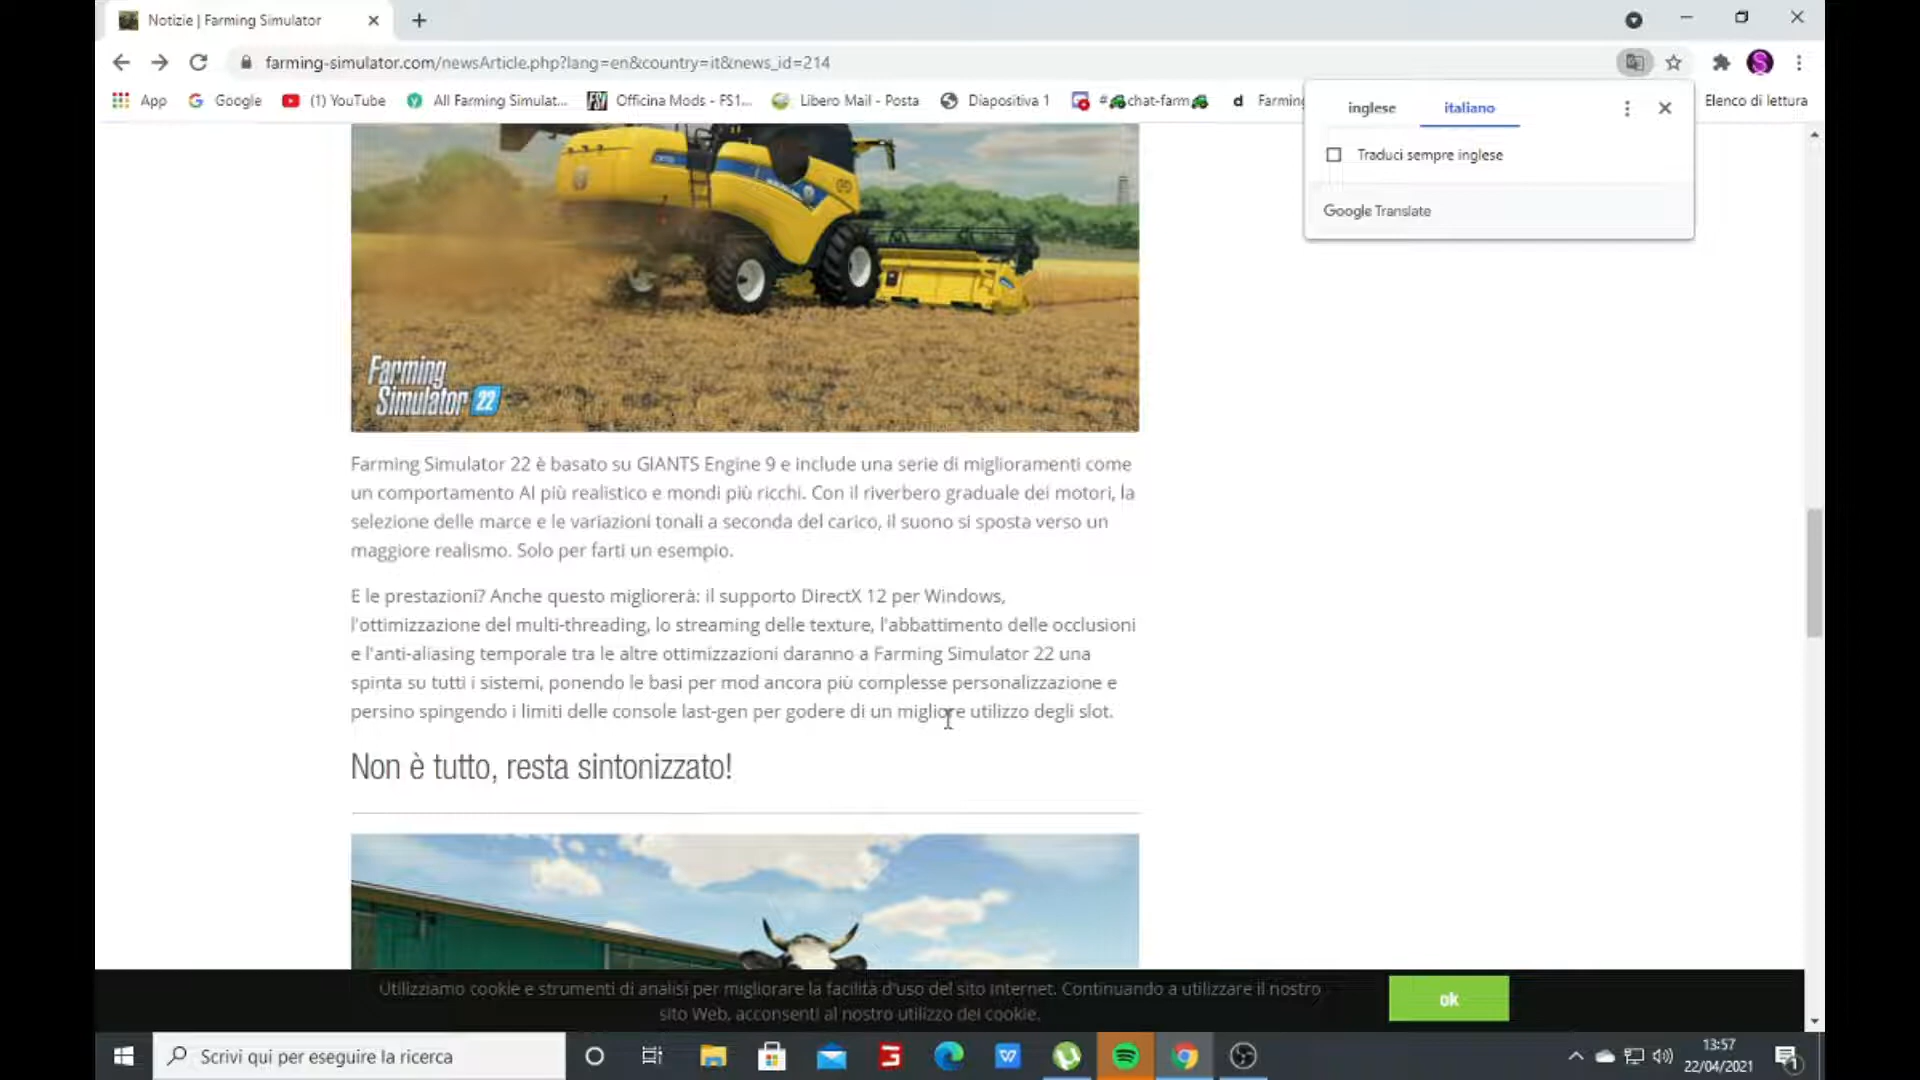 Notizie | Farming Simulator
farming-simulator.com/newsArticle.php?lang=en&country=it&news_id=214
App
Google
(1) YouTube
All Farming Simulat...
Officina Mods - FS1...
Libero Mail - Posta
Diapositiva 1
#🚜chat-farm🚜
Farming
Elenco di lettura
inglese
italiano
Traduci sempre inglese
Google Translate
Farming
Simulator 22
Farming Simulator 22 è basato su GIANTS Engine 9 e include una serie di miglioramenti come
un comportamento AI più realistico e mondi più ricchi. Con il riverbero graduale dei motori, la
selezione delle marce e le variazioni tonali a seconda del carico, il suono si sposta verso un
maggiore realismo. Solo per farti un esempio.
E le prestazioni? Anche questo migliorerà: il supporto DirectX 12 per Windows,
l'ottimizzazione del multi-threading, lo streaming delle texture, l'abbattimento delle occlusioni
e l'anti-aliasing temporale tra le altre ottimizzazioni daranno a Farming Simulator 22 una
spinta su tutti i sistemi, ponendo le basi per mod ancora più complesse personalizzazione e
persino spingendo i limiti delle console last-gen per godere di un migliore utilizzo degli slot.
Non è tutto, resta sintonizzato!
Utilizziamo cookie e strumenti di analisi per migliorare la facilità d'uso del sito Internet. Continuando a utilizzare il nostro
sito Web, acconsenti al nostro utilizzo dei cookie.
ok
Scrivi qui per eseguire la ricerca
13:57
22/04/2021
1